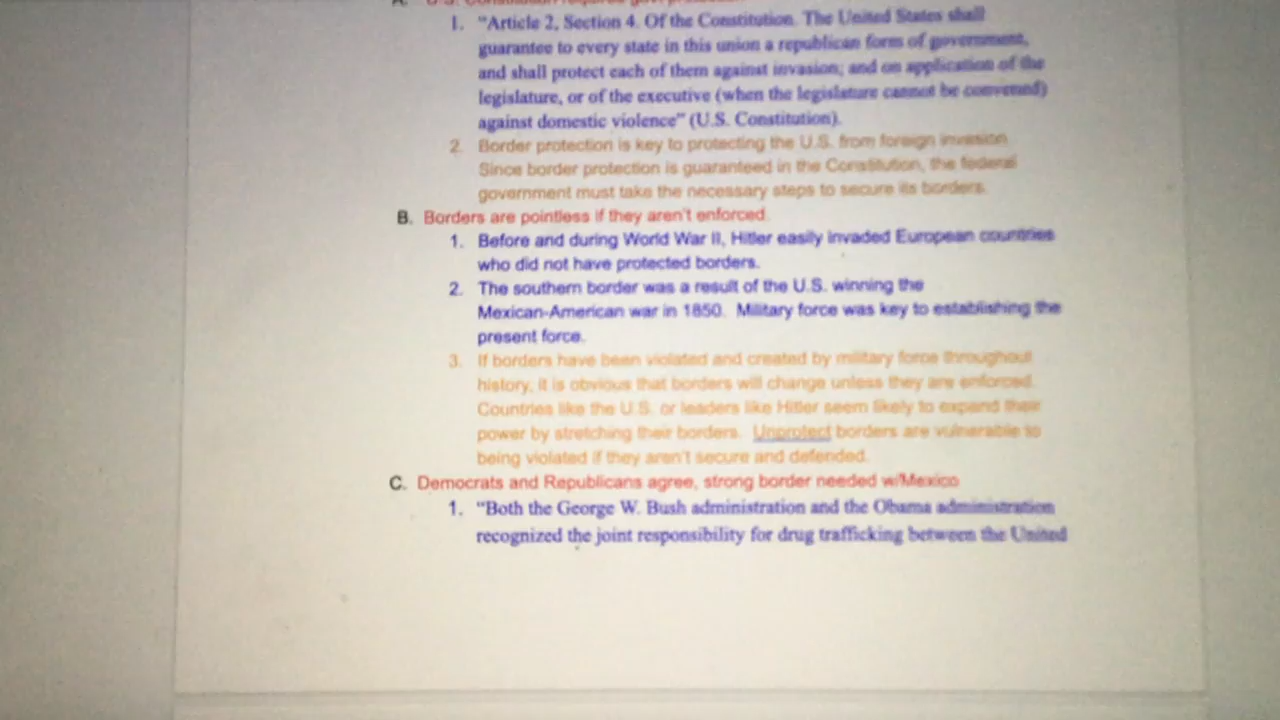 A. U.S. Constitution requires gov.
1. "Article 2, Section 4. Of the Constitution. The United States shall
guarantee to every state in this union a republican form of government,
and shall protect each of them against invasion; and on application of the
legislature, or of the executive (when the legislature cannot be convened)
against domestic violence" (U.S. Constitution).
2. Border protection is key to protecting the U.S. from foreign invasion.
Since border protection is guaranteed in the Constitution, the federal
government must take the necessary steps to secure its borders.
B. Borders are pointless if they aren't enforced.
1. Before and during World War II, Hitler easily invaded European countries
who did not have protected borders.
2. The southern border was a result of the U.S. winning the
Mexican-American war in 1850. Military force was key to establishing the
present force.
3. If borders have been violated and created by military force throughout
history, it is obvious that borders will change unless they are enforced.
Countries like the U.S. or leaders like Hitler seem likely to expand their
power by stretching their borders. Unprotect borders are vulnerable to
being violated if they aren't secure and defended.
C. Democrats and Republicans agree, strong border needed w/Mexico
1. "Both the George W. Bush administration and the Obama administration
recognized the joint responsibility for drug trafficking between the United